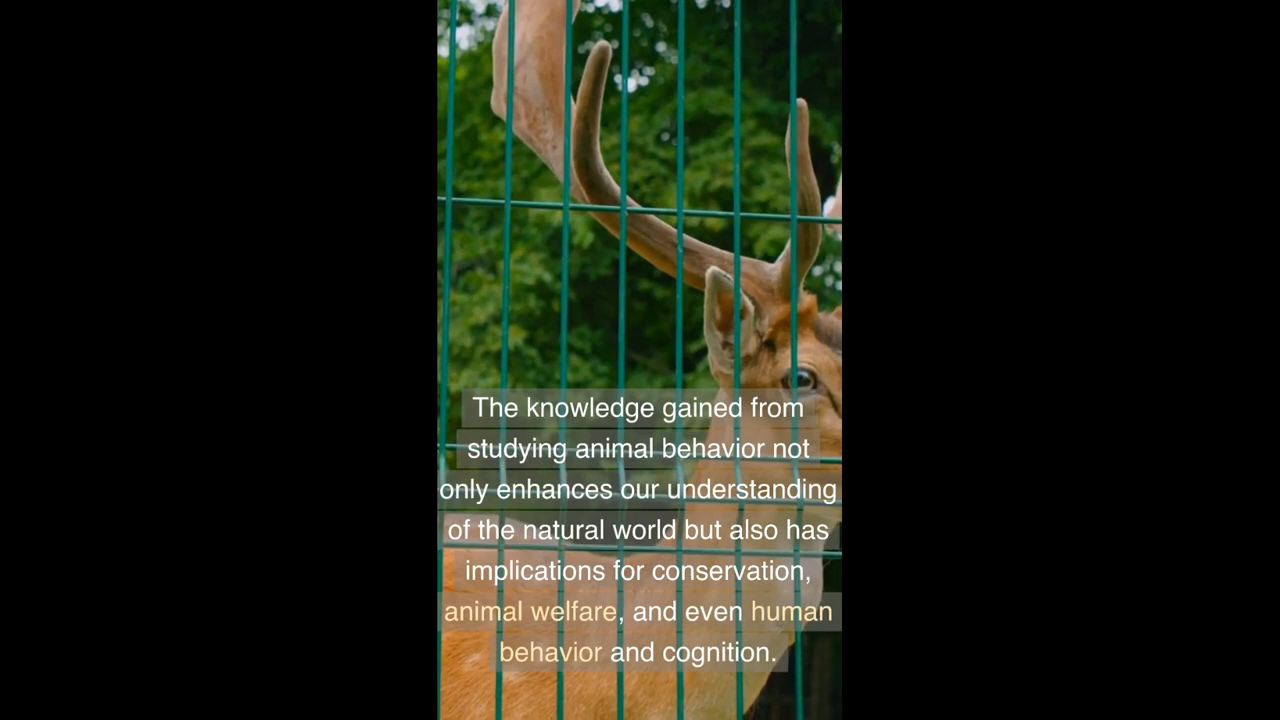 The knowledge gained from
studying animal behavior not
only enhances our understanding
of the natural world but also has
implications for conservation,
animal welfare, and even human
behavior and cognition.